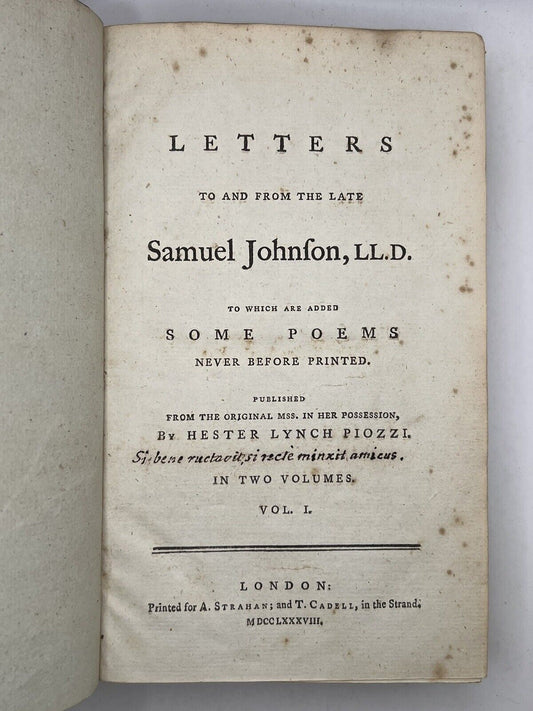 LETTERS
TO AND FROM THE LATE
Samuel Johnſon, LL.D.
TO WHICH ARE ADDED
SOME POEMS
NEVER BEFORE PRINTED.
PUBLISHED
FROM THE ORIGINAL MSS. IN HER POSSESSION,
BY HESTER LYNCH PIOZZI.
Si bene ructavit, si rectè minxit amicus.
IN TWO VOLUMES.
VOL. I.
LONDON:
Printed for A. STRAHAN; and T. CADELL, in the Strand.
MDCCLXXXVIII.